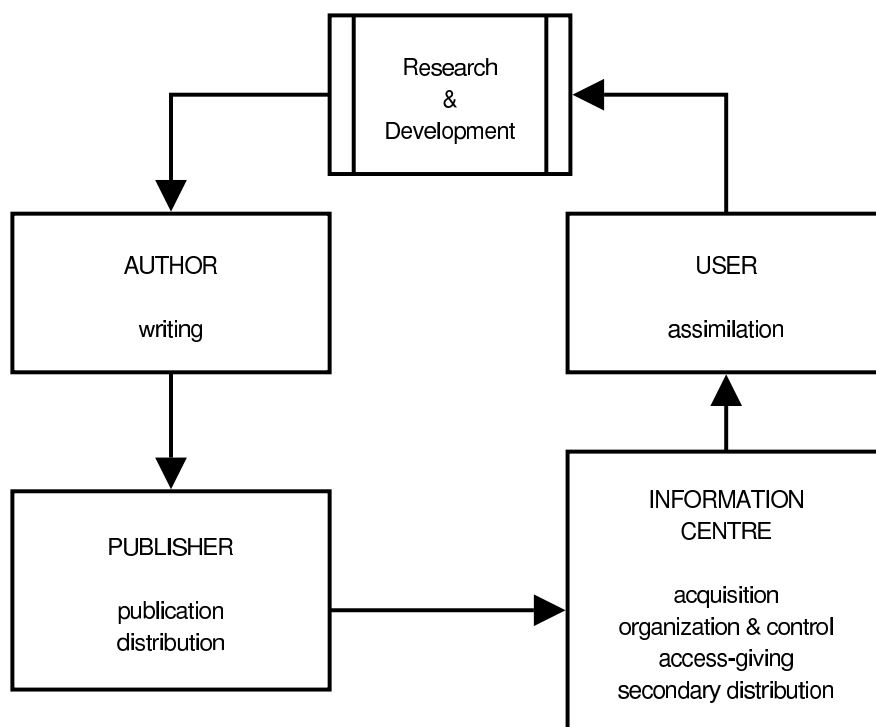 Research
&
Development
AUTHOR
writing
USER
assimilation
PUBLISHER
publication
distribution
INFORMATION
CENTRE
acquisition
organization & control
access-giving
secondary distribution